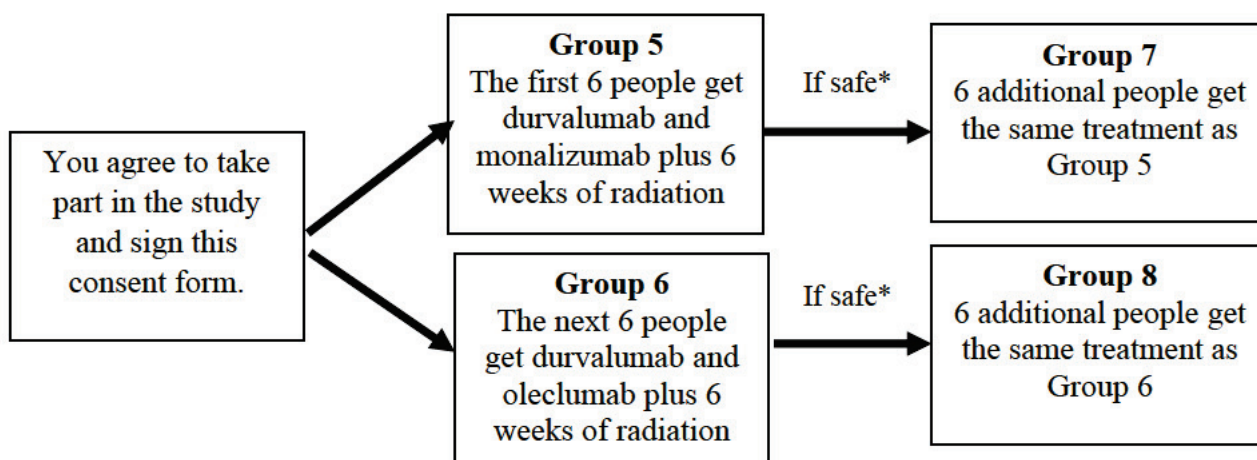 You agree to take
part in the study
and sign this
consent form.
Group 5
The first 6 people get
durvalumab and
monalizumab plus 6
weeks of radiation
If safe*
Group 7
6 additional people get
the same treatment as
Group 5
Group 6
The next 6 people
get durvalumab and
oleclumab plus 6
weeks of radiation
If safe*
Group 8
6 additional people get
the same treatment as
Group 6